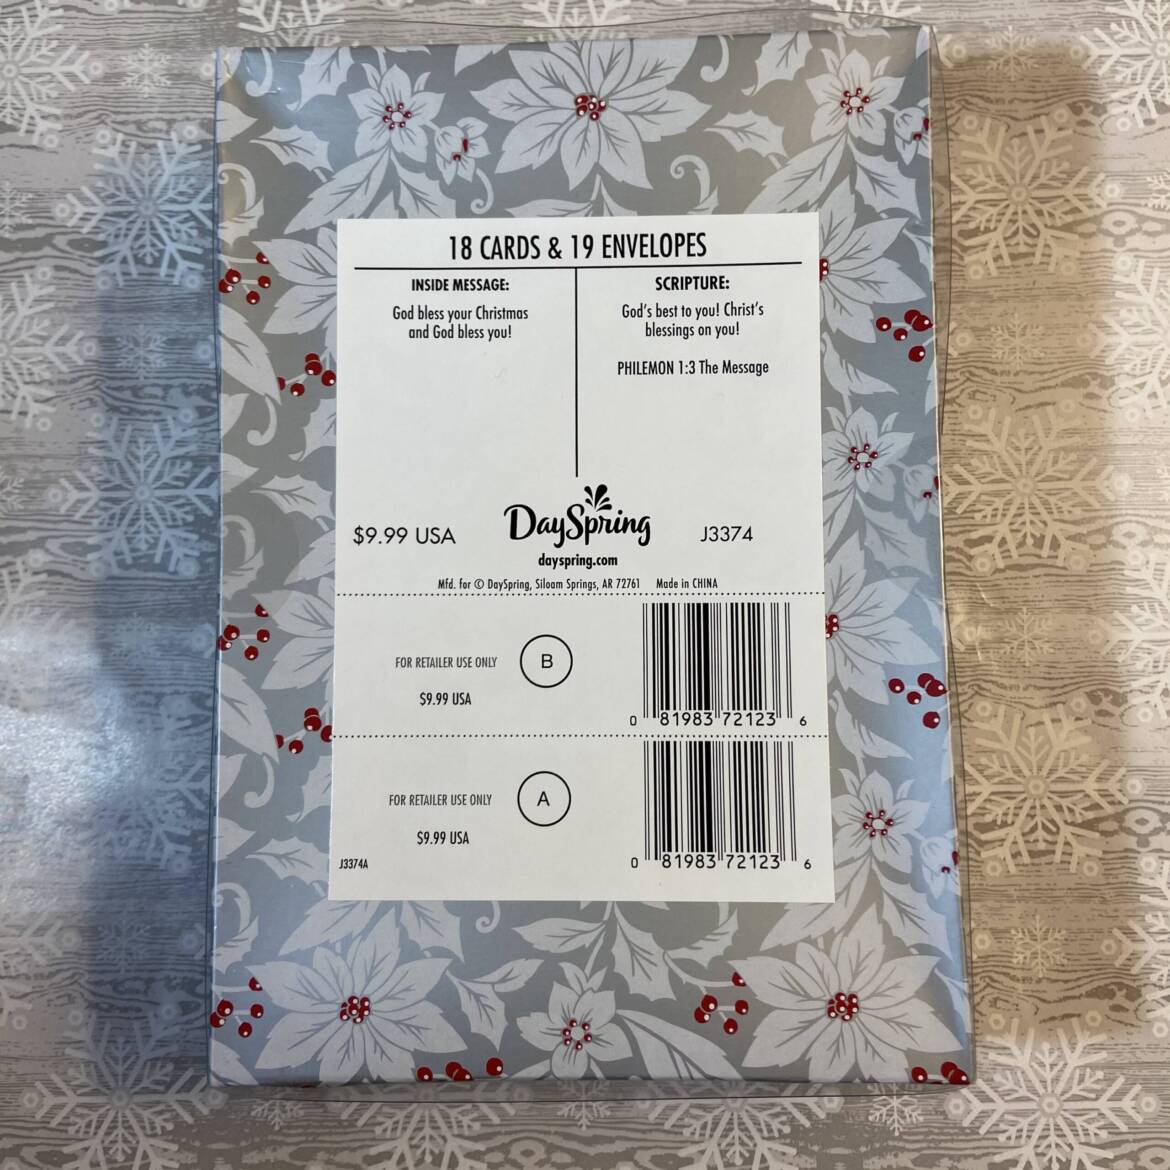 18 CARDS & 19 ENVELOPES
INSIDE MESSAGE:
God bless your Christmas
and God bless you!
SCRIPTURE:
God's best to you! Christ's
blessings on you!
PHILEMON 1:3 The Message
$9.99 USA
DaySpring
J3374
dayspring.com
Mfd. for © DaySpring, Siloam Springs, AR 72761 Made in CHINA
FOR RETAILER USE ONLY
B
$9.99 USA
0 81983 72123 6
FOR RETAILER USE ONLY
A
$9.99 USA
J3374A
0 81983 72123 6